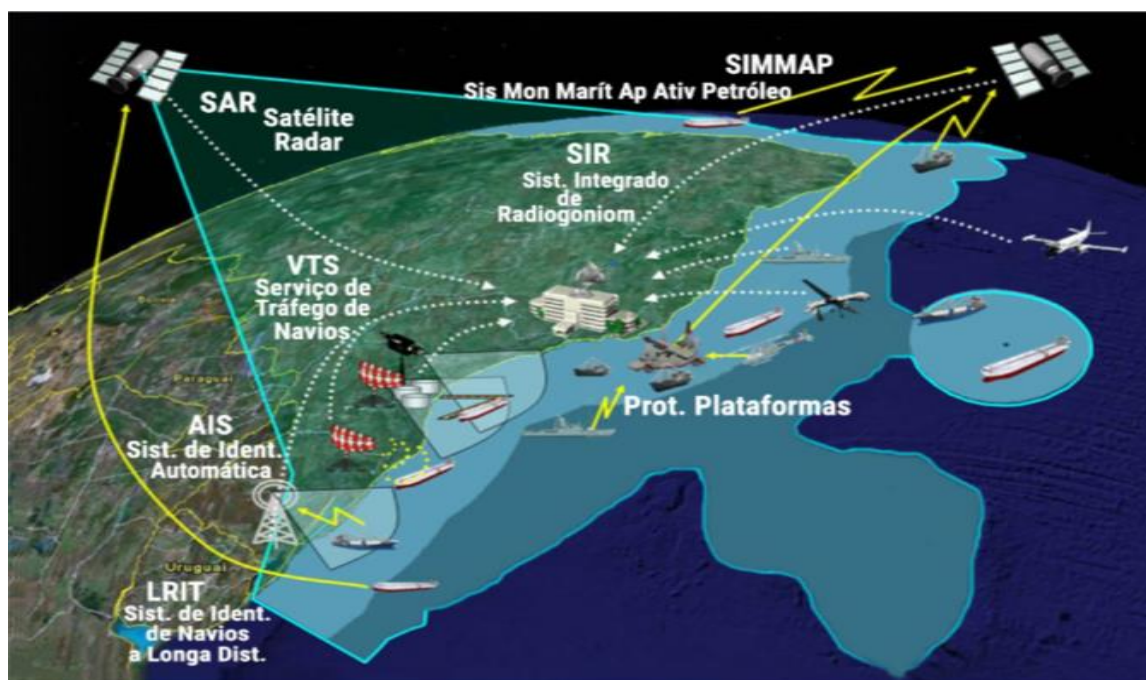 SIMMAP
Sis Mon Marít Ap Ativ Petróleo
SAR
Satélite
Radar
SIR
Sist. Integrado
de
Radiogoniom
VTS
Serviço de
Tráfego de
Navios
Paraguai
Prot. Plataformas
AIS
Sist. de Ident.
Automática
Uruguai
LRIT
Sist. de Ident.
de Navios
a Longa Dist.